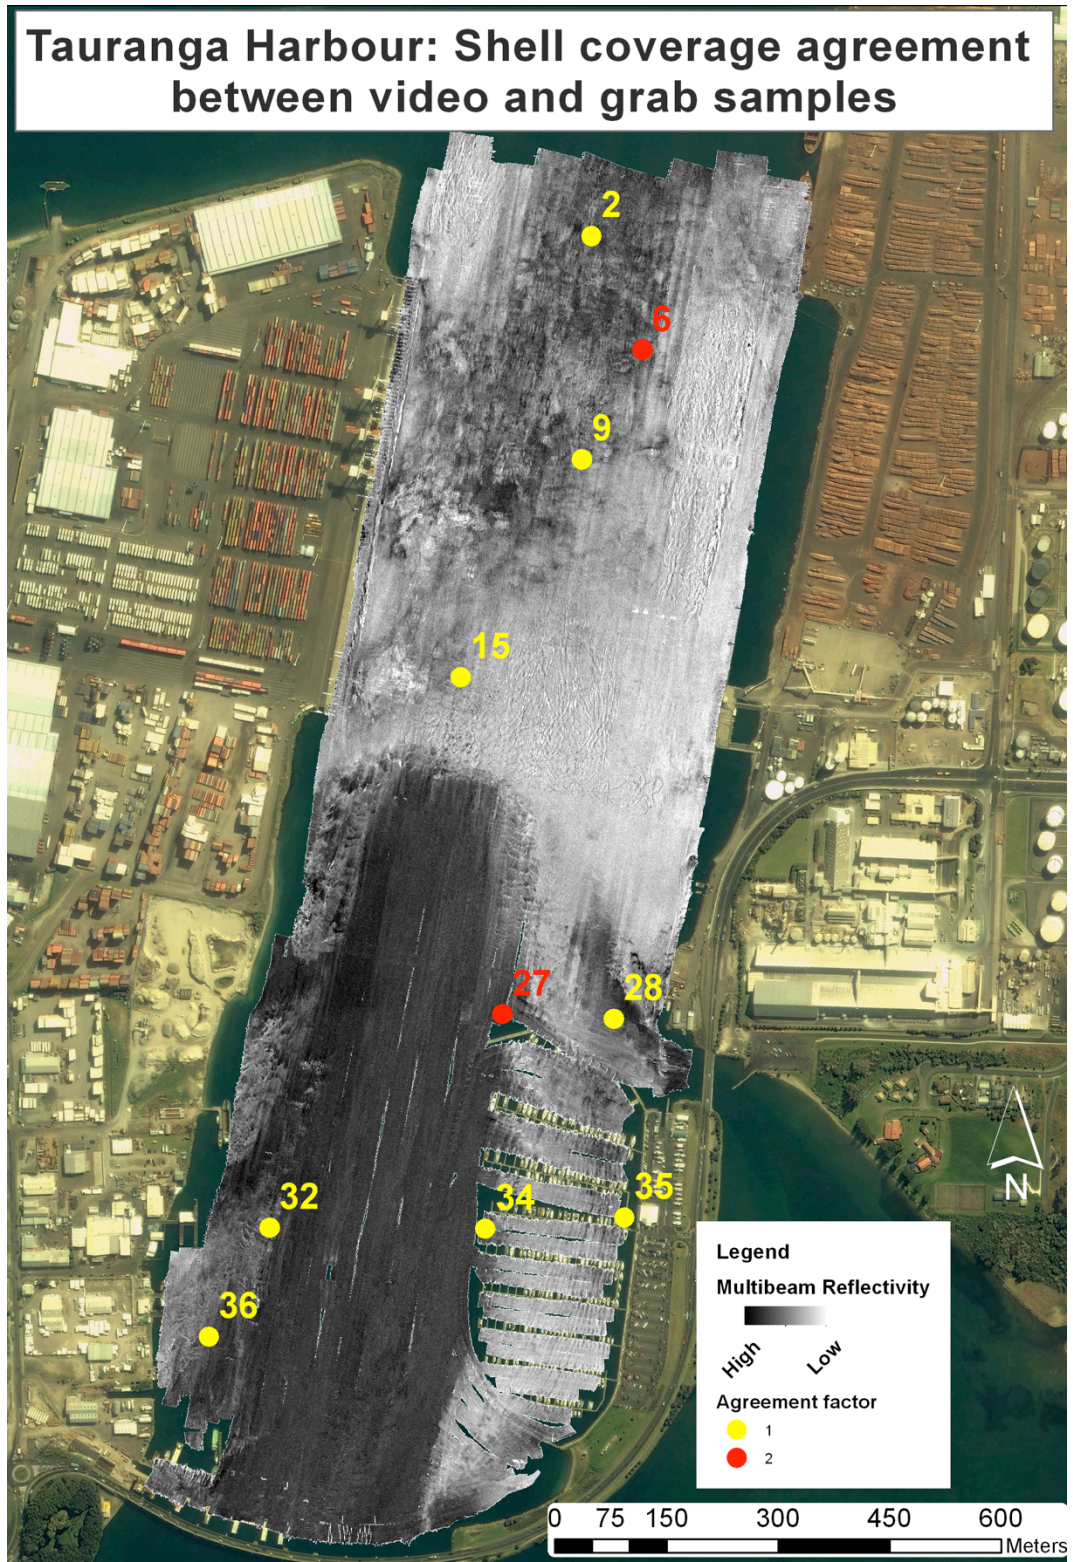 Tauranga Harbour: Shell coverage agreement
between video and grab samples
2
6
9
15
27
28
32
34
35
36
N
Legend
Multibeam Reflectivity
High
Low
Agreement factor
1
2
0 75 150 300 450 600
Meters